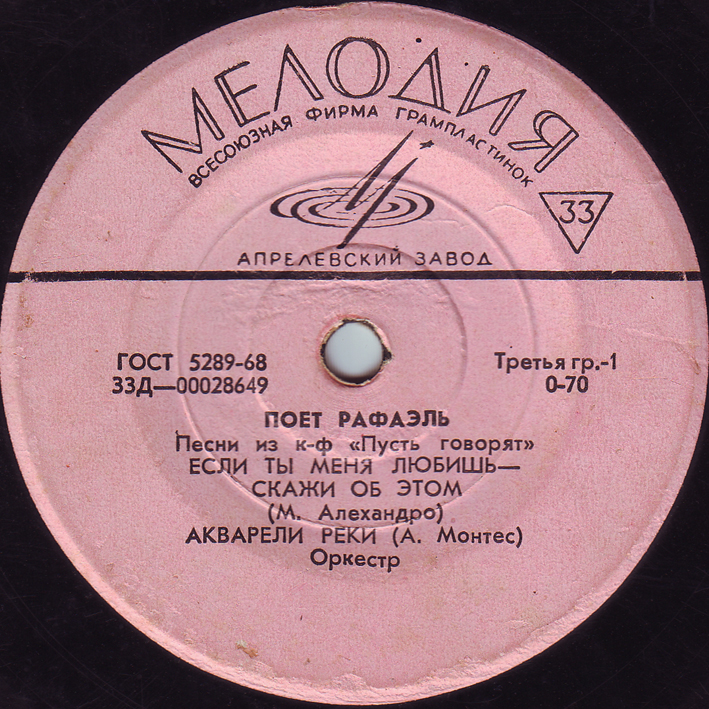 МЕЛОДИЯ
ВСЕСОЮЗНАЯ ФИРМА ГРАМПЛАСТИНОК
33
АПРЕЛЕВСКИЙ ЗАВОД
ГОСТ 5289-68
Третья гр.-1
33Д—00028649
0-70
ПОЕТ РАФАЭЛЬ
Песни из к-ф «Пусть говорят»
ЕСЛИ ТЫ МЕНЯ ЛЮБИШЬ—
СКАЖИ ОБ ЭТОМ
(М. Алехандро)
АКВАРЕЛИ РЕКИ (А. Монтес)
Оркестр